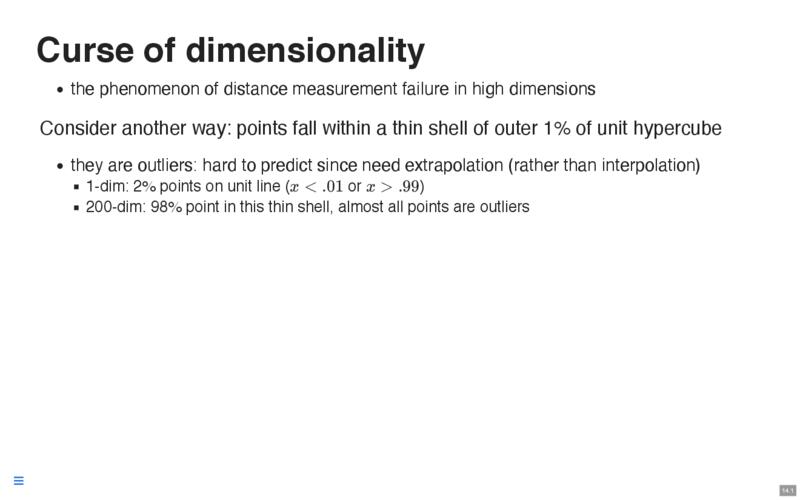 Curse of dimensionality
• the phenomenon of distance measurement failure in high dimensions
Consider another way: points fall within a thin shell of outer 1% of unit hypercube
• they are outliers: hard to predict since need extrapolation (rather than interpolation)
▪ 1-dim: 2% points on unit line (x < .01 or x > .99)
▪ 200-dim: 98% point in this thin shell, almost all points are outliers
14.1